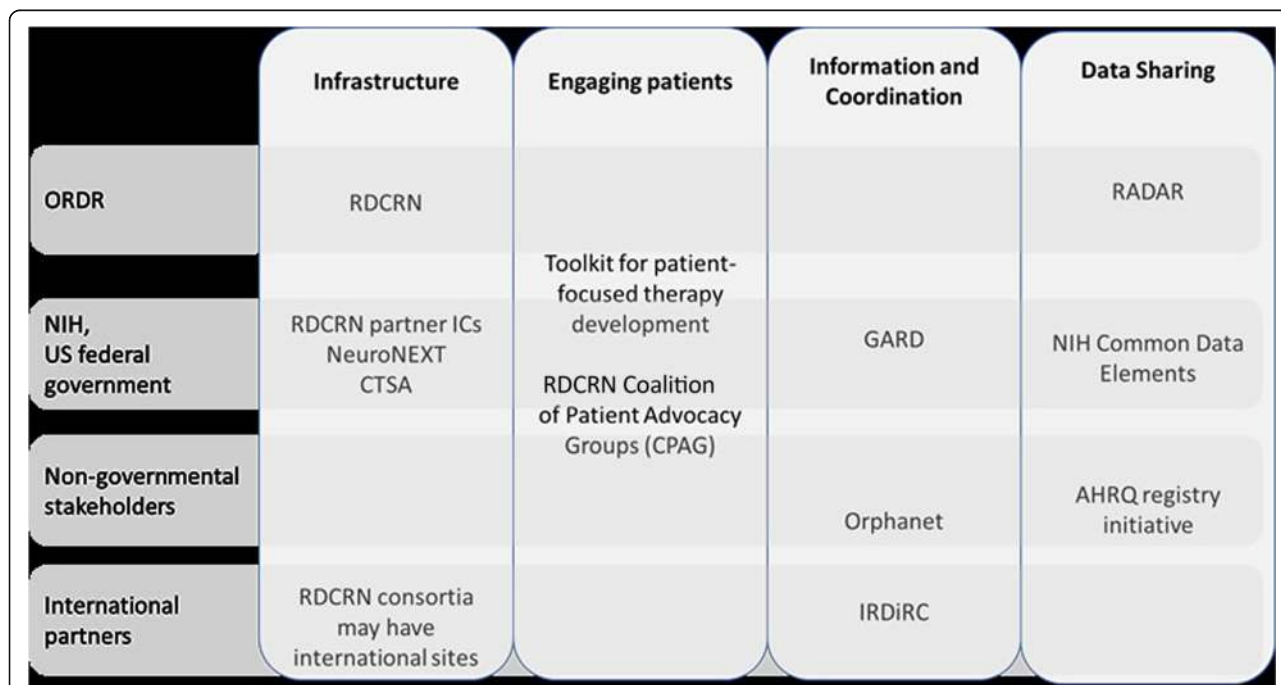 Infrastructure
Engaging patients
Information and
Coordination
Data Sharing
ORDR
RDCRN
RADAR
Toolkit for patient-
focused therapy
development
NIH,
US federal
government
RDCRN partner ICs
NeuroNEXT
CTSA
GARD
NIH Common Data
Elements
RDCRN Coalition
of Patient Advocacy
Groups (CPAG)
Non-governmental
stakeholders
Orphanet
AHRQ registry
initiative
International
partners
RDCRN consortia
may have
international sites
IRDiRC